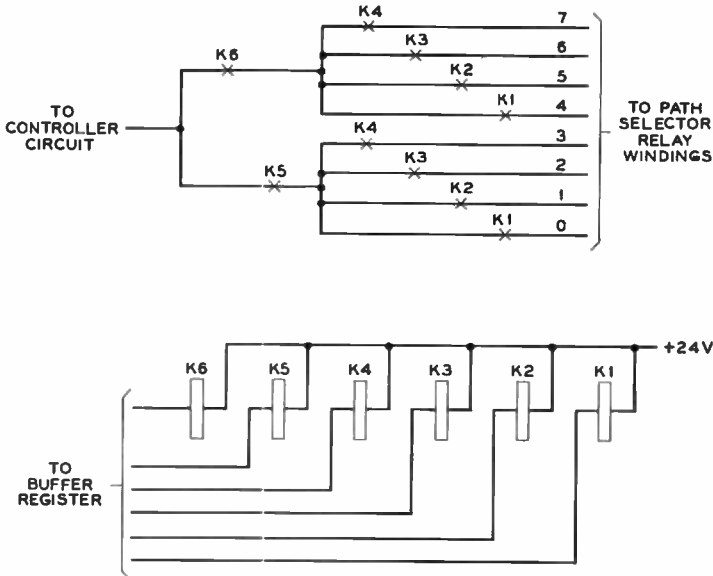 K4
7
K3
6
K6
K2
5
K1
4
TO
CONTROLLER
CIRCUIT
TO PATH
SELECTOR
RELAY
WINDINGS
K4
3
K3
2
K5
K2
1
K1
0
+24V
K6
K5
K4
K3
K2
K1
TO
BUFFER
REGISTER